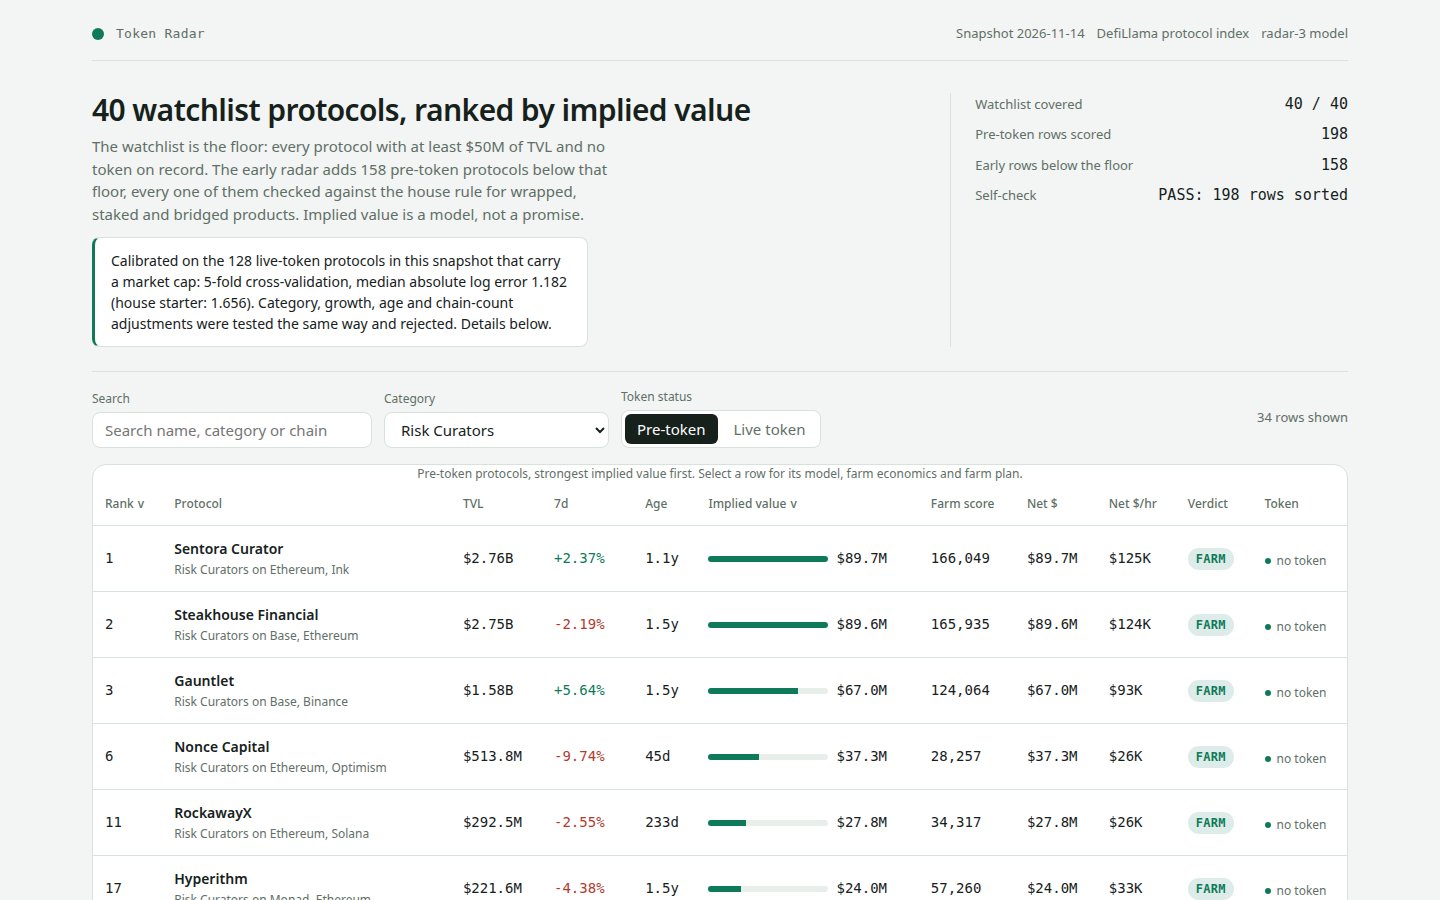 Token Radar
Snapshot 2026-11-14 DefiLlama protocol index radar-3 model
40 watchlist protocols, ranked by implied value
The watchlist is the floor: every protocol with at least $50M of TVL and no
token on record. The early radar adds 158 pre-token protocols below that
floor, every one of them checked against the house rule for wrapped,
staked and bridged products. Implied value is a model, not a promise.
Calibrated on the 128 live-token protocols in this snapshot that carry
a market cap: 5-fold cross-validation, median absolute log error 1.182
(house starter: 1.656). Category, growth, age and chain-count
adjustments were tested the same way and rejected. Details below.
Watchlist covered 40 / 40
Pre-token rows scored 198
Early rows below the floor 158
Self-check PASS: 198 rows sorted
Search Category Token status
Search name, category or chain Risk Curators Pre-token Live token
34 rows shown
Pre-token protocols, strongest implied value first. Select a row for its model, farm economics and farm plan.
Rank v Protocol TVL 7d Age Implied value v Farm score Net $ Net $/hr Verdict Token
1 Sentora Curator $2.76B +2.37% 1.1y $89.7M 166,049 $89.7M $125K FARM no token
Risk Curators on Ethereum, Ink
2 Steakhouse Financial $2.75B -2.19% 1.5y $89.6M 165,935 $89.6M $124K FARM no token
Risk Curators on Base, Ethereum
3 Gauntlet $1.58B +5.64% 1.5y $67.0M 124,064 $67.0M $93K FARM no token
Risk Curators on Base, Binance
6 Nonce Capital $513.8M -9.74% 45d $37.3M 28,257 $37.3M $26K FARM no token
Risk Curators on Ethereum, Optimism
11 RockawayX $292.5M -2.55% 233d $27.8M 34,317 $27.8M $26K FARM no token
Risk Curators on Ethereum, Solana
17 Hyperithm $221.6M -4.38% 1.5y $24.0M 57,260 $24.0M $33K FARM no token
Risk Curators on Monad, Ethereum